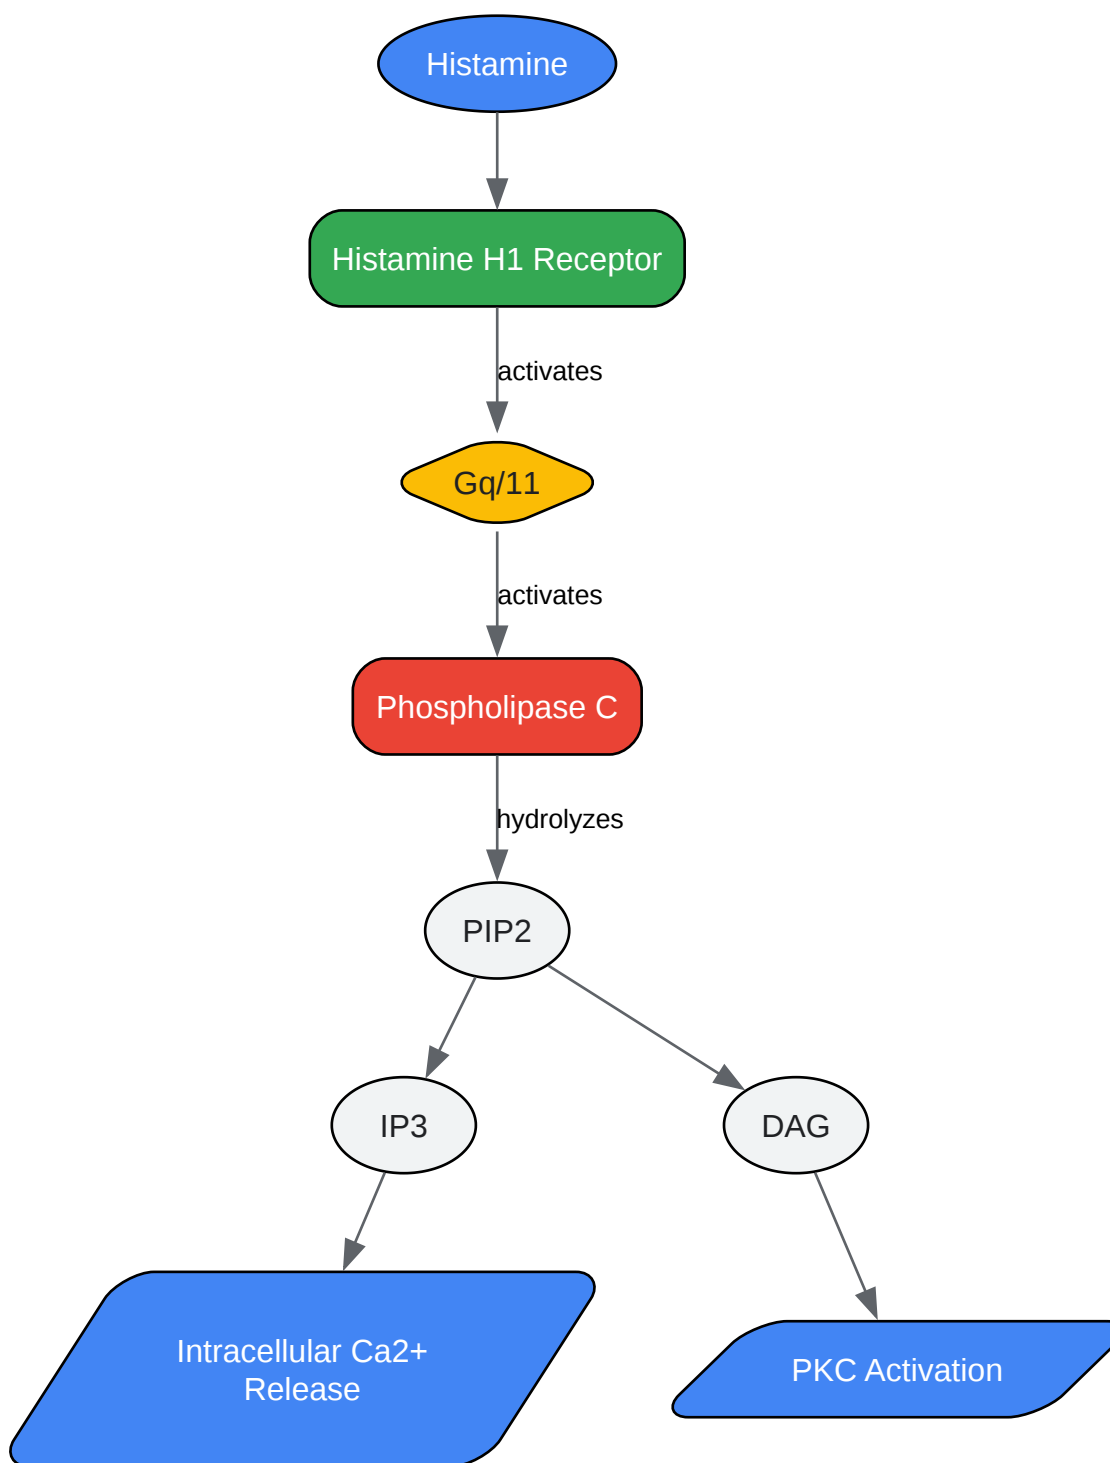 Histamine
Histamine H1 Receptor
activates
Gq/11
activates
Phospholipase C
hydrolyzes
PIP2
IP3
DAG
Intracellular Ca2+
Release
PKC Activation